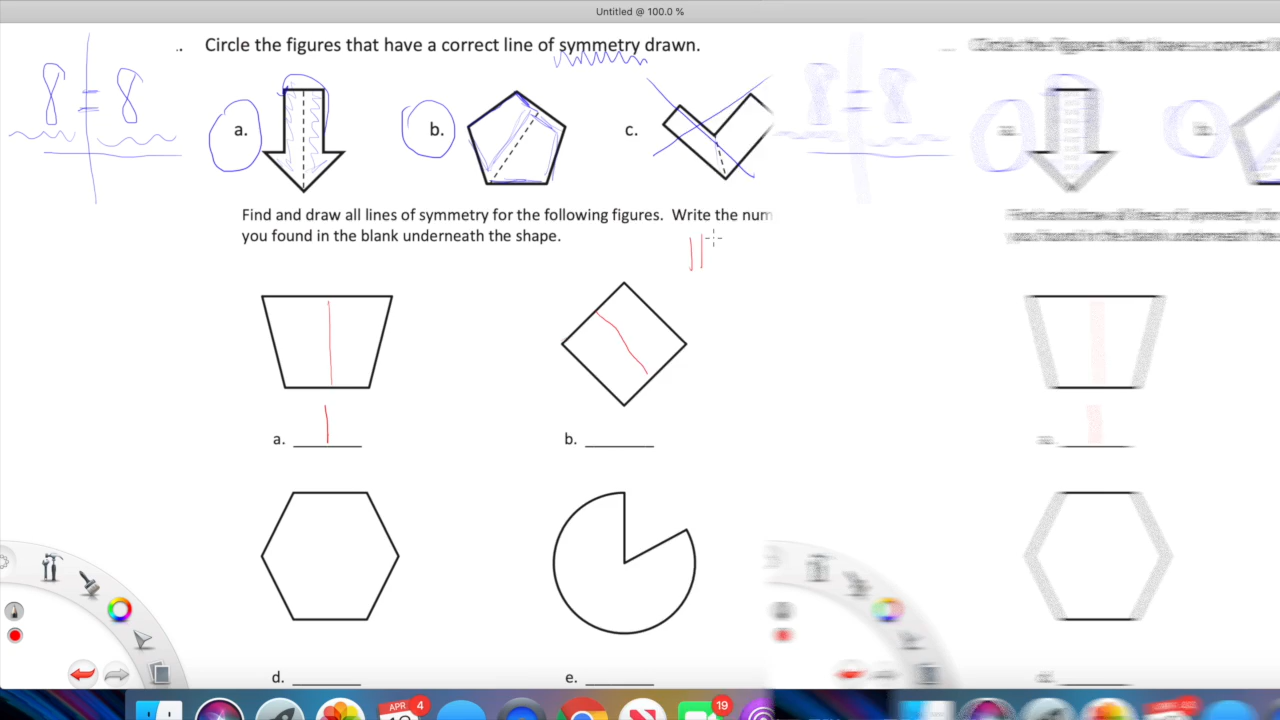 Untitled @ 100.0 %
Circle the figures that have a correct line of symmetry drawn.
8 = 8
a.
b.
c.
Find and draw all lines of symmetry for the following figures. Write the num
you found in the blank underneath the shape.
a.
b.
d.
e.
APR
4
19